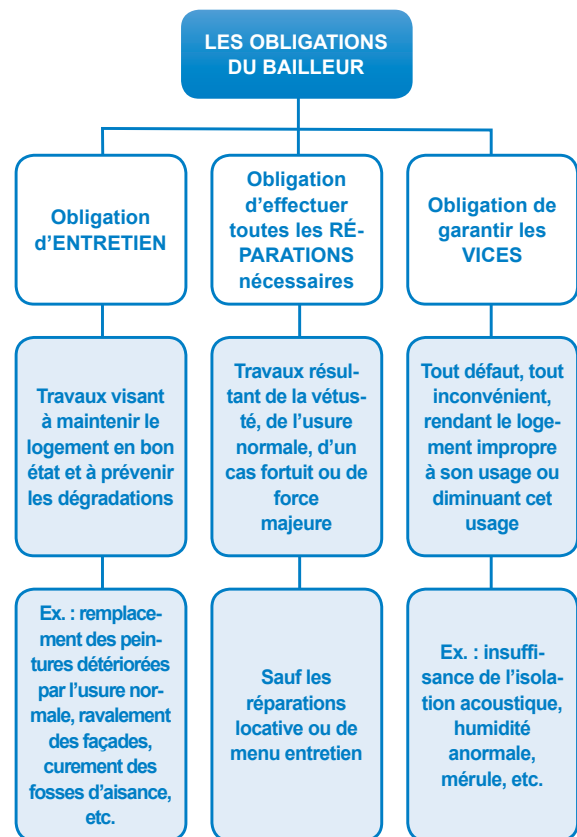 LES OBLIGATIONS
DU BAILLEUR
Obligation
d'ENTRETIEN
Obligation
d'effectuer
toutes les RÉ-
PARATIONS
nécessaires
Obligation de
garantir les
VICES
Travaux visant
à maintenir le
logement en bon
état et à prévenir
les dégradations
Travaux résul-
tant de la vétus-
té, de l'usure
normale, d'un
cas fortuit ou de
force
majeure
Tout défaut, tout
inconvénient,
rendant le loge-
ment impropre
à son usage ou
diminuant cet
usage
Ex. : remplace-
ment des pein-
tures détériorées
par l'usure nor-
male, ravalement
des façades,
curement des
fosses d'aisance,
etc.
Sauf les
réparations
locative ou de
menu entretien
Ex. : insuffi-
sance de l'isola-
tion acoustique,
humidité
anormale,
mérule, etc.